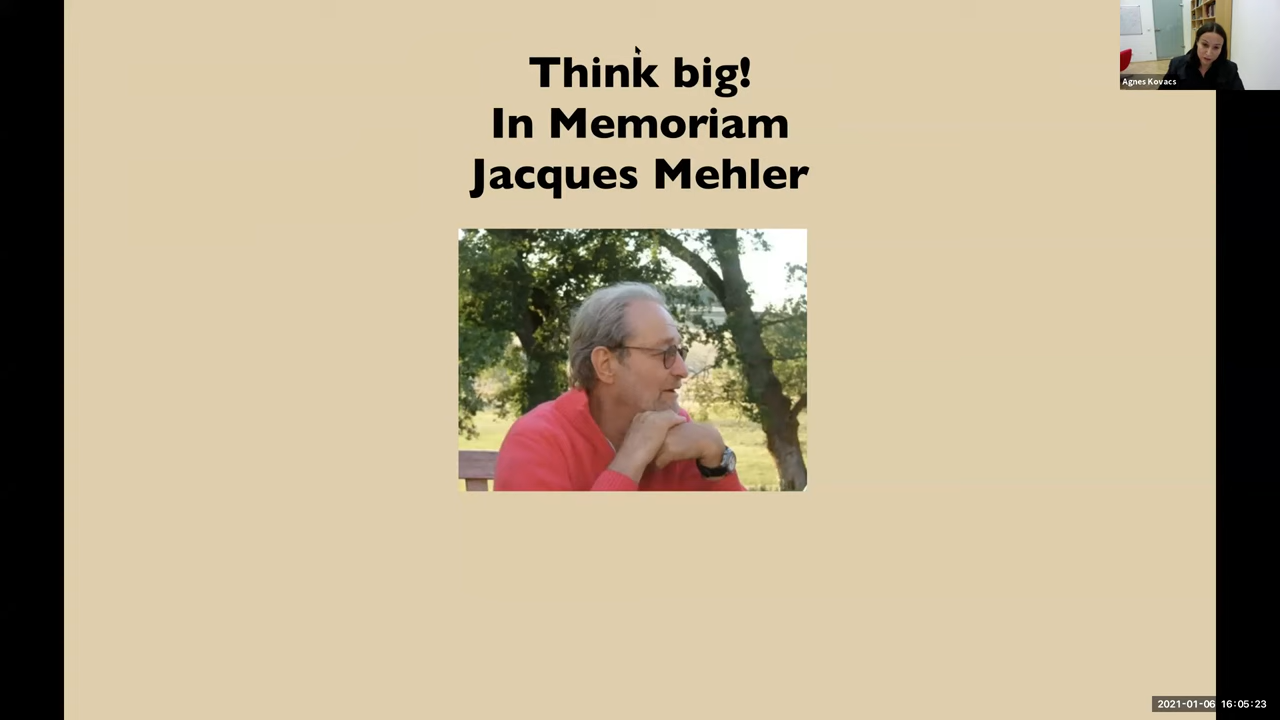 Think big!
In Memoriam
Jacques Mehler
Agnes Kovacs
2021-01-06 16:05:23